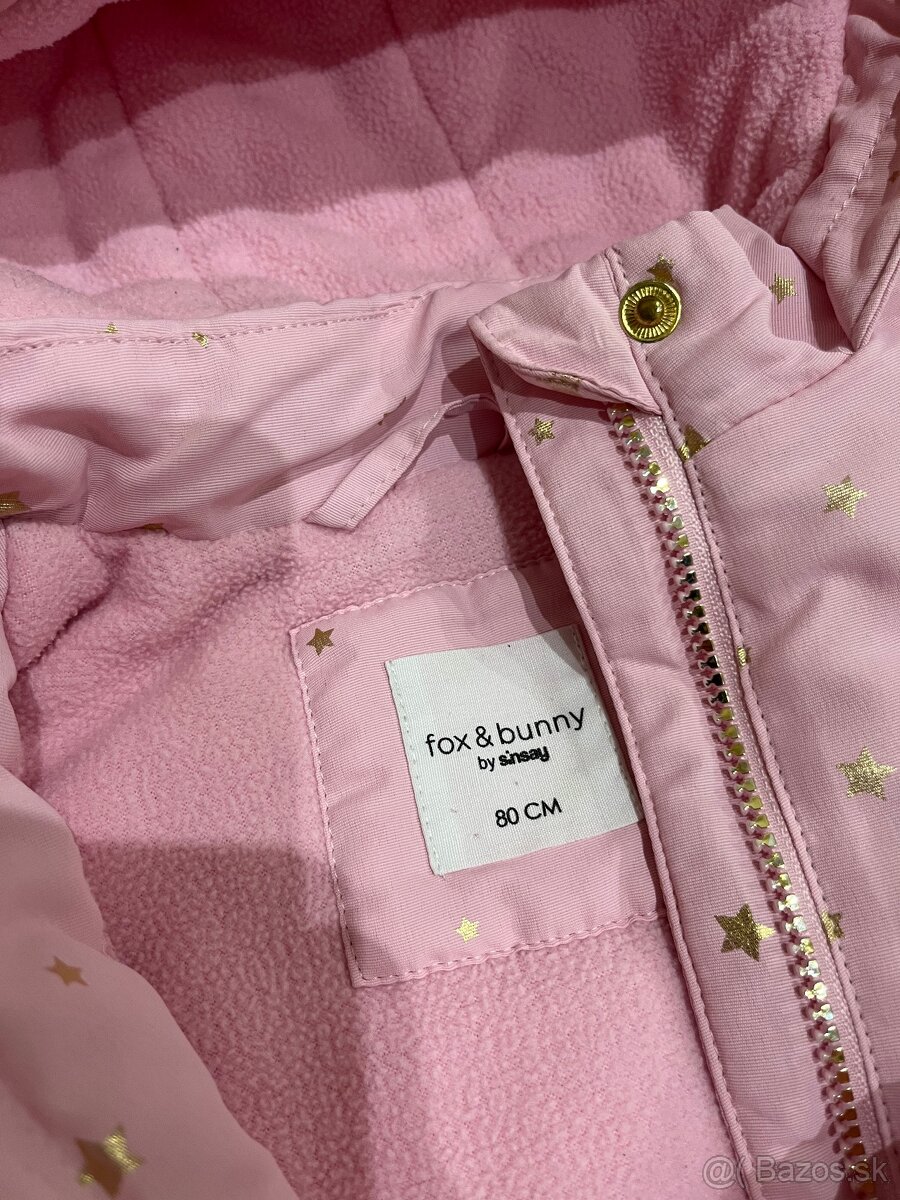 fox & bunny
by sinsay
80 CM
@( Bazos.sk